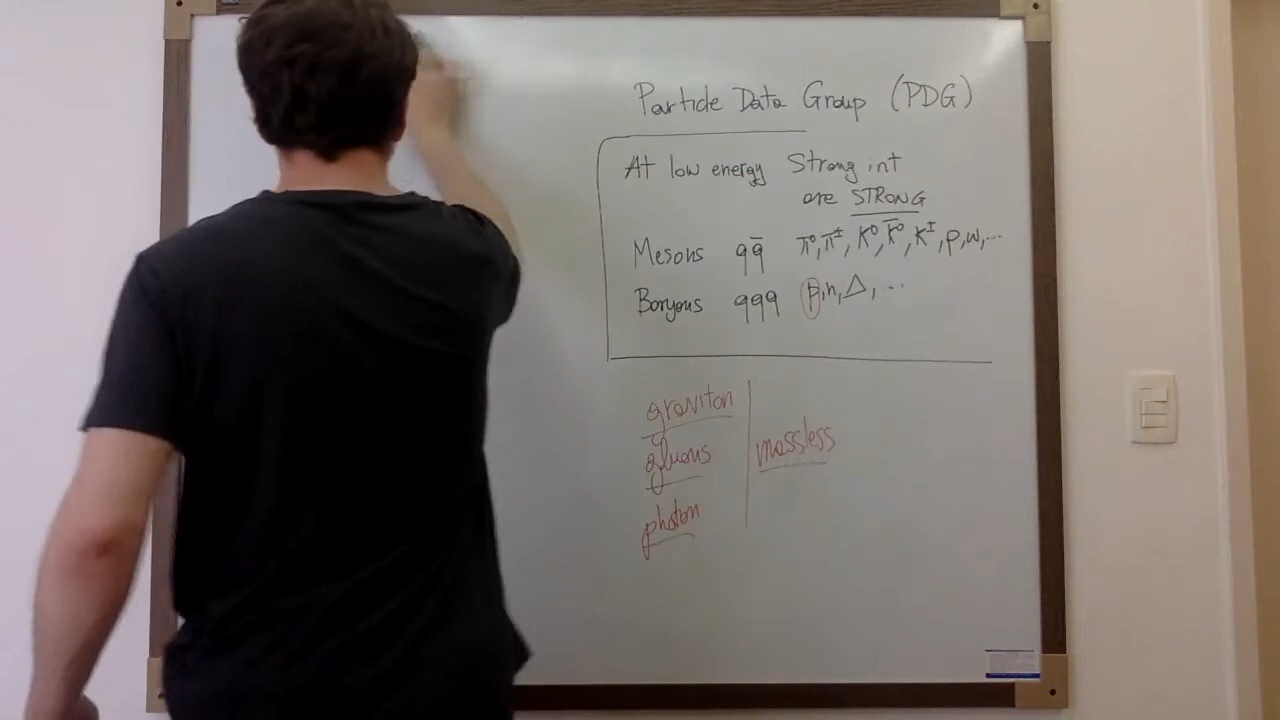 Particle Data Group (PDG)
At low energy Strong int
are STRONG
Mesons qq̄ π⁰, π±, K⁰, K̄⁰, K±, ρ, ω, ...
Baryons qqq p, n, Δ, ...
graviton
gluons
massless
photon